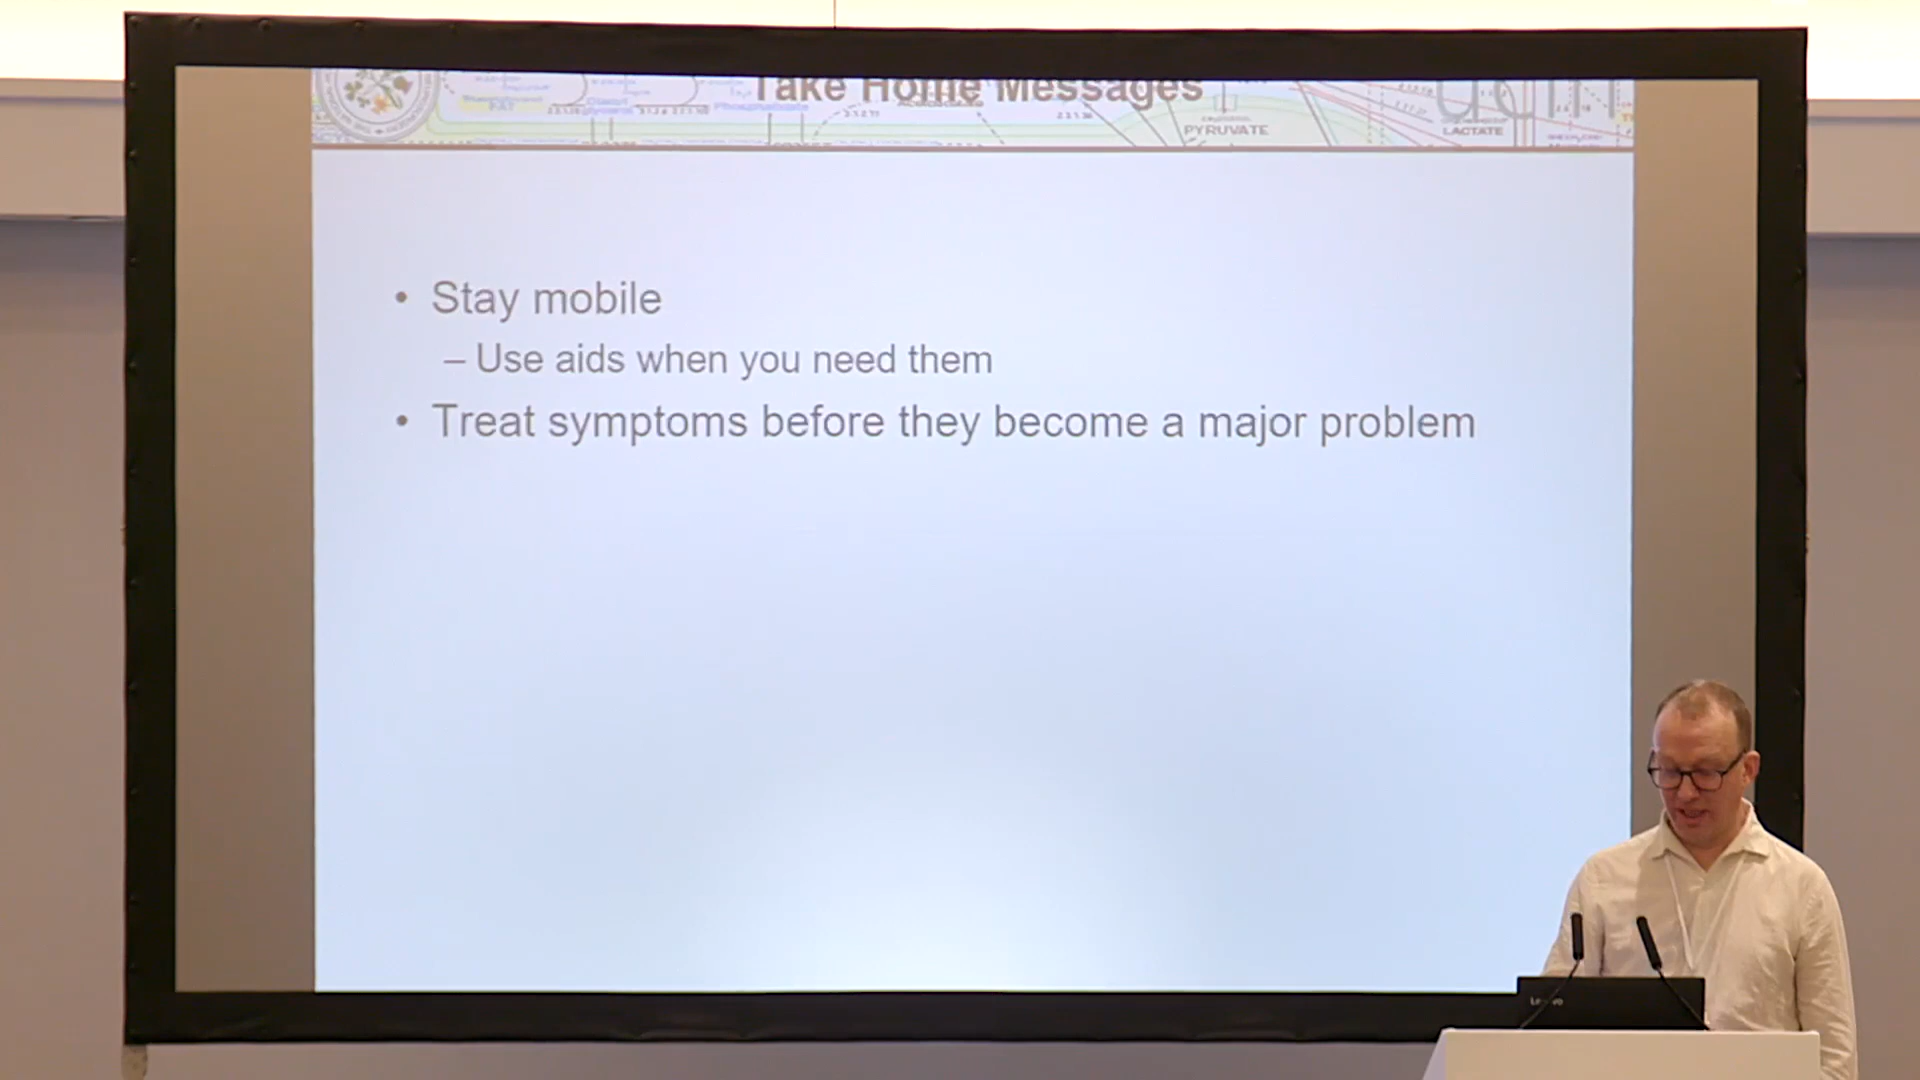 Take Home Messages
PYRUVATE
LACTATE
• Stay mobile
– Use aids when you need them
• Treat symptoms before they become a major problem